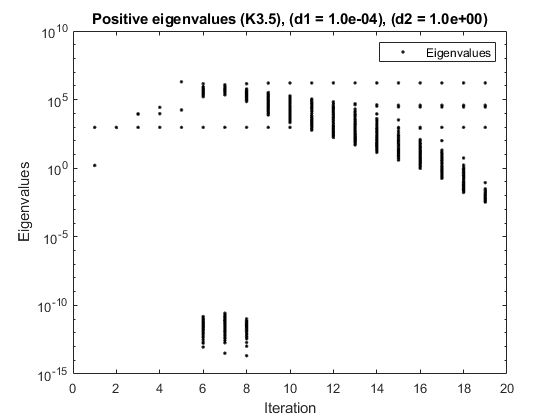 Positive eigenvalues (K3.5), (d1 = 1.0e-04), (d2 = 1.0e+00)
Eigenvalues
10^10
10^5
10^0
10^-5
10^-10
10^-15
Eigenvalues
0 2 4 6 8 10 12 14 16 18 20
Iteration